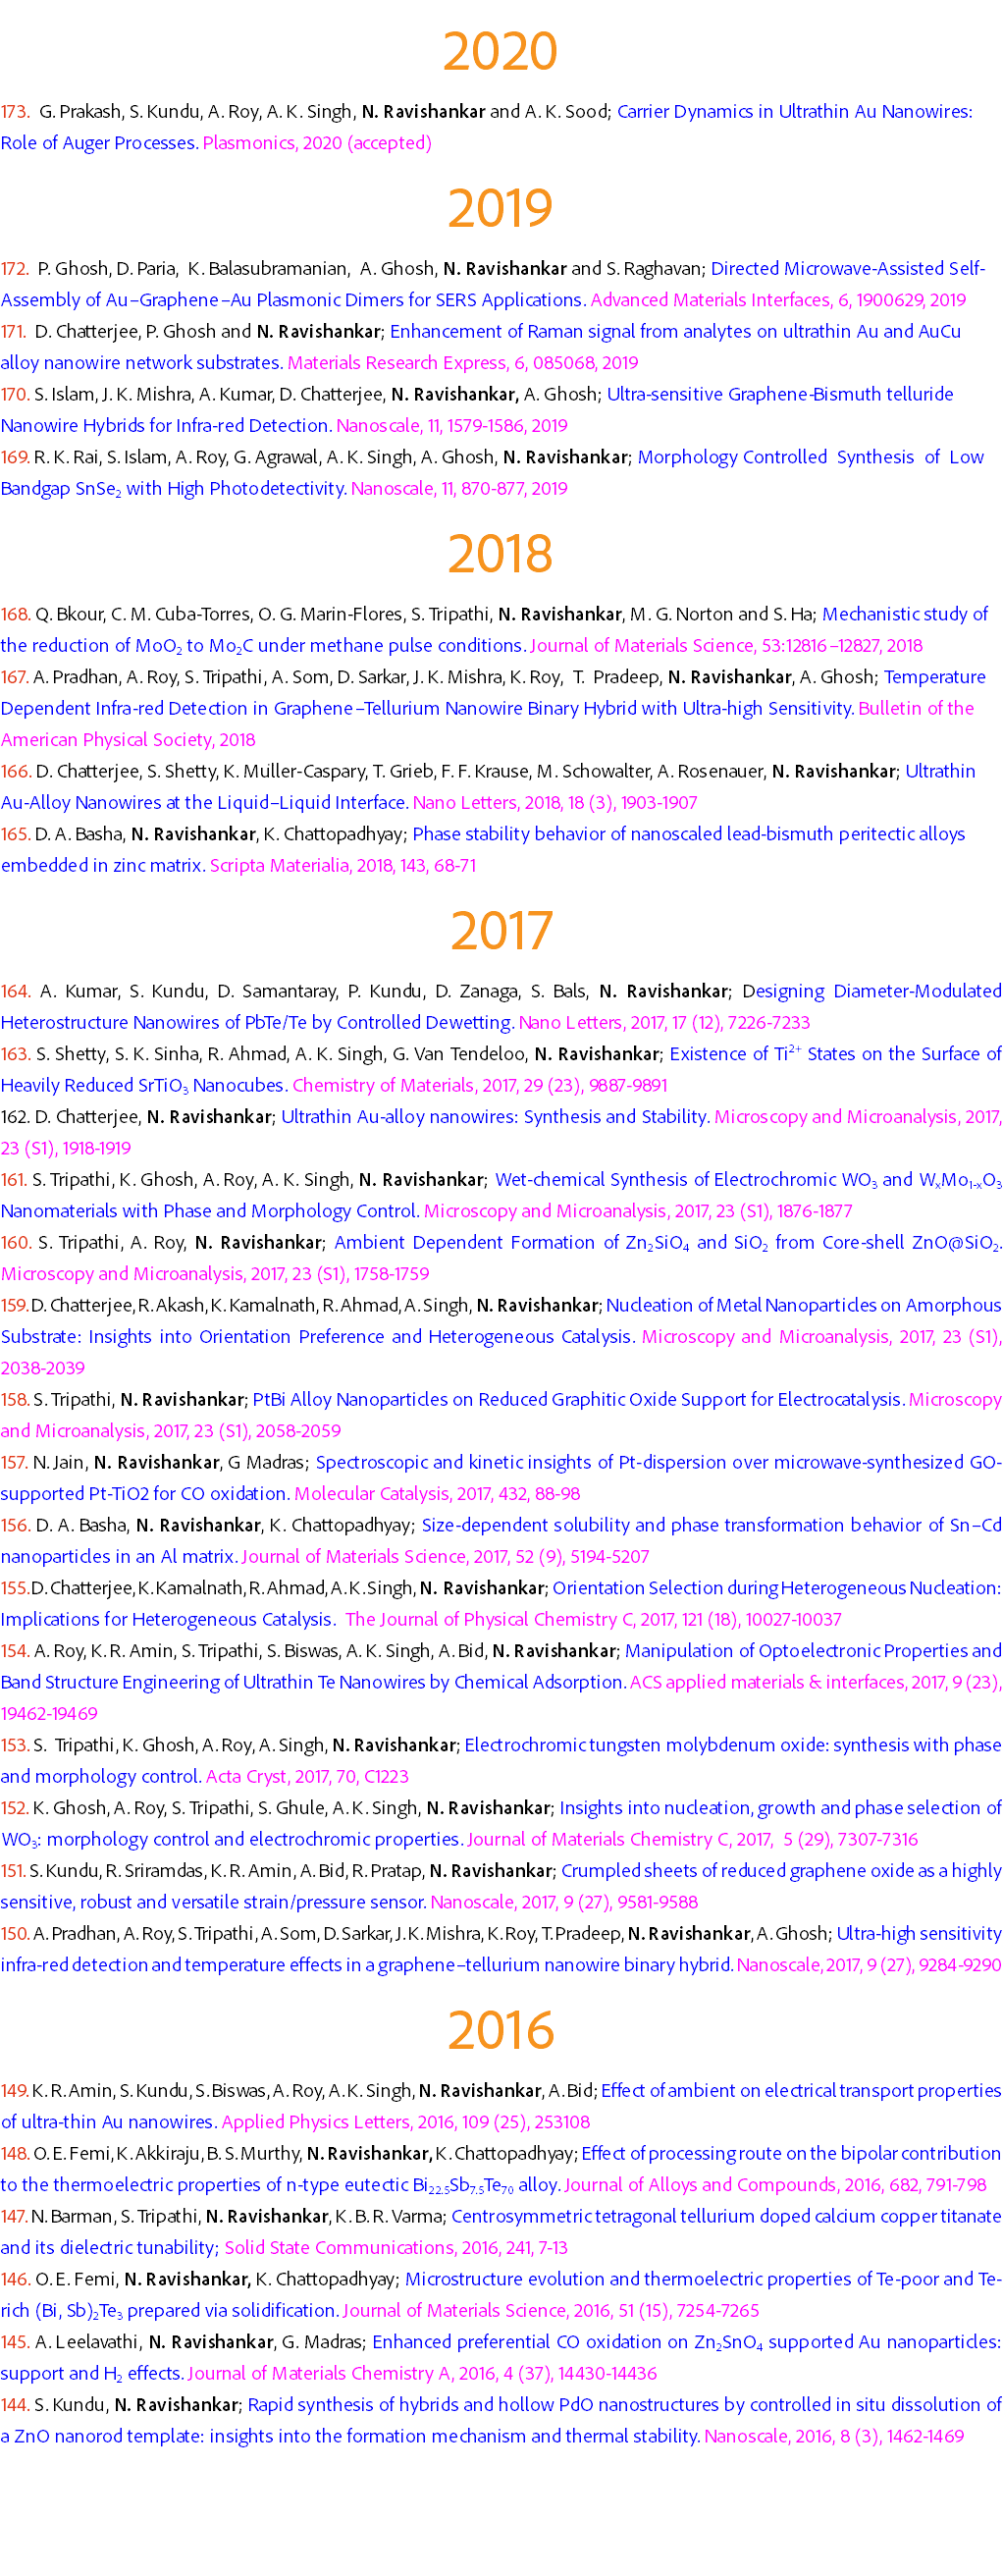 2020
173. G. Prakash, S. Kundu, A. Roy, A. K. Singh, N. Ravishankar and A. K. Sood; Carrier Dynamics in Ultrathin Au Nanowires:
Role of Auger Processes. Plasmonics, 2020 (accepted)
2019
172. P. Ghosh, D. Paria, K. Balasubramanian, A. Ghosh, N. Ravishankar and S. Raghavan; Directed Microwave-Assisted Self-
Assembly of Au–Graphene–Au Plasmonic Dimers for SERS Applications. Advanced Materials Interfaces, 6, 1900629, 2019
171. D. Chatterjee, P. Ghosh and N. Ravishankar; Enhancement of Raman signal from analytes on ultrathin Au and AuCu
alloy nanowire network substrates. Materials Research Express, 6, 085068, 2019
170. S. Islam, J. K. Mishra, A. Kumar, D. Chatterjee, N. Ravishankar, A. Ghosh; Ultra-sensitive Graphene-Bismuth telluride
Nanowire Hybrids for Infra-red Detection. Nanoscale, 11, 1579-1586, 2019
169. R. K. Rai, S. Islam, A. Roy, G. Agrawal, A. K. Singh, A. Ghosh, N. Ravishankar; Morphology Controlled Synthesis of Low
Bandgap SnSe₂ with High Photodetectivity. Nanoscale, 11, 870-877, 2019
2018
168. Q. Bkour, C. M. Cuba-Torres, O. G. Marin-Flores, S. Tripathi, N. Ravishankar, M. G. Norton and S. Ha; Mechanistic study of
the reduction of MoO₂ to Mo₂C under methane pulse conditions. Journal of Materials Science, 53:12816–12827, 2018
167. A. Pradhan, A. Roy, S. Tripathi, A. Som, D. Sarkar, J. K. Mishra, K. Roy, T. Pradeep, N. Ravishankar, A. Ghosh; Temperature
Dependent Infra-red Detection in Graphene–Tellurium Nanowire Binary Hybrid with Ultra-high Sensitivity. Bulletin of the
American Physical Society, 2018
166. D. Chatterjee, S. Shetty, K. Muller-Caspary, T. Grieb, F. F. Krause, M. Schowalter, A. Rosenauer, N. Ravishankar; Ultrathin
Au-Alloy Nanowires at the Liquid–Liquid Interface. Nano Letters, 2018, 18 (3), 1903-1907
165. D. A. Basha, N. Ravishankar, K. Chattopadhyay; Phase stability behavior of nanoscaled lead-bismuth peritectic alloys
embedded in zinc matrix. Scripta Materialia, 2018, 143, 68-71
2017
164. A. Kumar, S. Kundu, D. Samantaray, P. Kundu, D. Zanaga, S. Bals, N. Ravishankar; Designing Diameter-Modulated
Heterostructure Nanowires of PbTe/Te by Controlled Dewetting. Nano Letters, 2017, 17 (12), 7226-7233
163. S. Shetty, S. K. Sinha, R. Ahmad, A. K. Singh, G. Van Tendeloo, N. Ravishankar; Existence of Ti²⁺ States on the Surface of
Heavily Reduced SrTiO₃ Nanocubes. Chemistry of Materials, 2017, 29 (23), 9887-9891
162. D. Chatterjee, N. Ravishankar; Ultrathin Au-alloy nanowires: Synthesis and Stability. Microscopy and Microanalysis, 2017,
23 (S1), 1918-1919
161. S. Tripathi, K. Ghosh, A. Roy, A. K. Singh, N. Ravishankar; Wet-chemical Synthesis of Electrochromic WO₃ and WₓMo₁₋ₓO₃
Nanomaterials with Phase and Morphology Control. Microscopy and Microanalysis, 2017, 23 (S1), 1876-1877
160. S. Tripathi, A. Roy, N. Ravishankar; Ambient Dependent Formation of Zn₂SiO₄ and SiO₂ from Core-shell ZnO@SiO₂.
Microscopy and Microanalysis, 2017, 23 (S1), 1758-1759
159. D. Chatterjee, R. Akash, K. Kamalnath, R. Ahmad, A. Singh, N. Ravishankar; Nucleation of Metal Nanoparticles on Amorphous
Substrate: Insights into Orientation Preference and Heterogeneous Catalysis. Microscopy and Microanalysis, 2017, 23 (S1),
2038-2039
158. S. Tripathi, N. Ravishankar; PtBi Alloy Nanoparticles on Reduced Graphitic Oxide Support for Electrocatalysis. Microscopy
and Microanalysis, 2017, 23 (S1), 2058-2059
157. N. Jain, N. Ravishankar, G Madras; Spectroscopic and kinetic insights of Pt-dispersion over microwave-synthesized GO-
supported Pt-TiO2 for CO oxidation. Molecular Catalysis, 2017, 432, 88-98
156. D. A. Basha, N. Ravishankar, K. Chattopadhyay; Size-dependent solubility and phase transformation behavior of Sn–Cd
nanoparticles in an Al matrix. Journal of Materials Science, 2017, 52 (9), 5194-5207
155. D. Chatterjee, K. Kamalnath, R. Ahmad, A. K. Singh, N. Ravishankar; Orientation Selection during Heterogeneous Nucleation:
Implications for Heterogeneous Catalysis. The Journal of Physical Chemistry C, 2017, 121 (18), 10027-10037
154. A. Roy, K. R. Amin, S. Tripathi, S. Biswas, A. K. Singh, A. Bid, N. Ravishankar; Manipulation of Optoelectronic Properties and
Band Structure Engineering of Ultrathin Te Nanowires by Chemical Adsorption. ACS applied materials & interfaces, 2017, 9 (23),
19462-19469
153. S. Tripathi, K. Ghosh, A. Roy, A. Singh, N. Ravishankar; Electrochromic tungsten molybdenum oxide: synthesis with phase
and morphology control. Acta Cryst, 2017, 70, C1223
152. K. Ghosh, A. Roy, S. Tripathi, S. Ghule, A. K. Singh, N. Ravishankar; Insights into nucleation, growth and phase selection of
WO₃: morphology control and electrochromic properties. Journal of Materials Chemistry C, 2017, 5 (29), 7307-7316
151. S. Kundu, R. Sriramdas, K. R. Amin, A. Bid, R. Pratap, N. Ravishankar; Crumpled sheets of reduced graphene oxide as a highly
sensitive, robust and versatile strain/pressure sensor. Nanoscale, 2017, 9 (27), 9581-9588
150. A. Pradhan, A. Roy, S. Tripathi, A. Som, D. Sarkar, J. K. Mishra, K. Roy, T. Pradeep, N. Ravishankar, A. Ghosh; Ultra-high sensitivity
infra-red detection and temperature effects in a graphene–tellurium nanowire binary hybrid. Nanoscale, 2017, 9 (27), 9284-9290
2016
149. K. R. Amin, S. Kundu, S. Biswas, A. Roy, A. K. Singh, N. Ravishankar, A. Bid; Effect of ambient on electrical transport properties
of ultra-thin Au nanowires. Applied Physics Letters, 2016, 109 (25), 253108
148. O. E. Femi, K. Akkiraju, B. S. Murthy, N. Ravishankar, K. Chattopadhyay; Effect of processing route on the bipolar contribution
to the thermoelectric properties of n-type eutectic Bi₂₂.₅Sb₇.₅Te₇₀ alloy. Journal of Alloys and Compounds, 2016, 682, 791-798
147. N. Barman, S. Tripathi, N. Ravishankar, K. B. R. Varma; Centrosymmetric tetragonal tellurium doped calcium copper titanate
and its dielectric tunability; Solid State Communications, 2016, 241, 7-13
146. O. E. Femi, N. Ravishankar, K. Chattopadhyay; Microstructure evolution and thermoelectric properties of Te-poor and Te-
rich (Bi, Sb)₂Te₃ prepared via solidification. Journal of Materials Science, 2016, 51 (15), 7254-7265
145. A. Leelavathi, N. Ravishankar, G. Madras; Enhanced preferential CO oxidation on Zn₂SnO₄ supported Au nanoparticles:
support and H₂ effects. Journal of Materials Chemistry A, 2016, 4 (37), 14430-14436
144. S. Kundu, N. Ravishankar; Rapid synthesis of hybrids and hollow PdO nanostructures by controlled in situ dissolution of
a ZnO nanorod template: insights into the formation mechanism and thermal stability. Nanoscale, 2016, 8 (3), 1462-1469